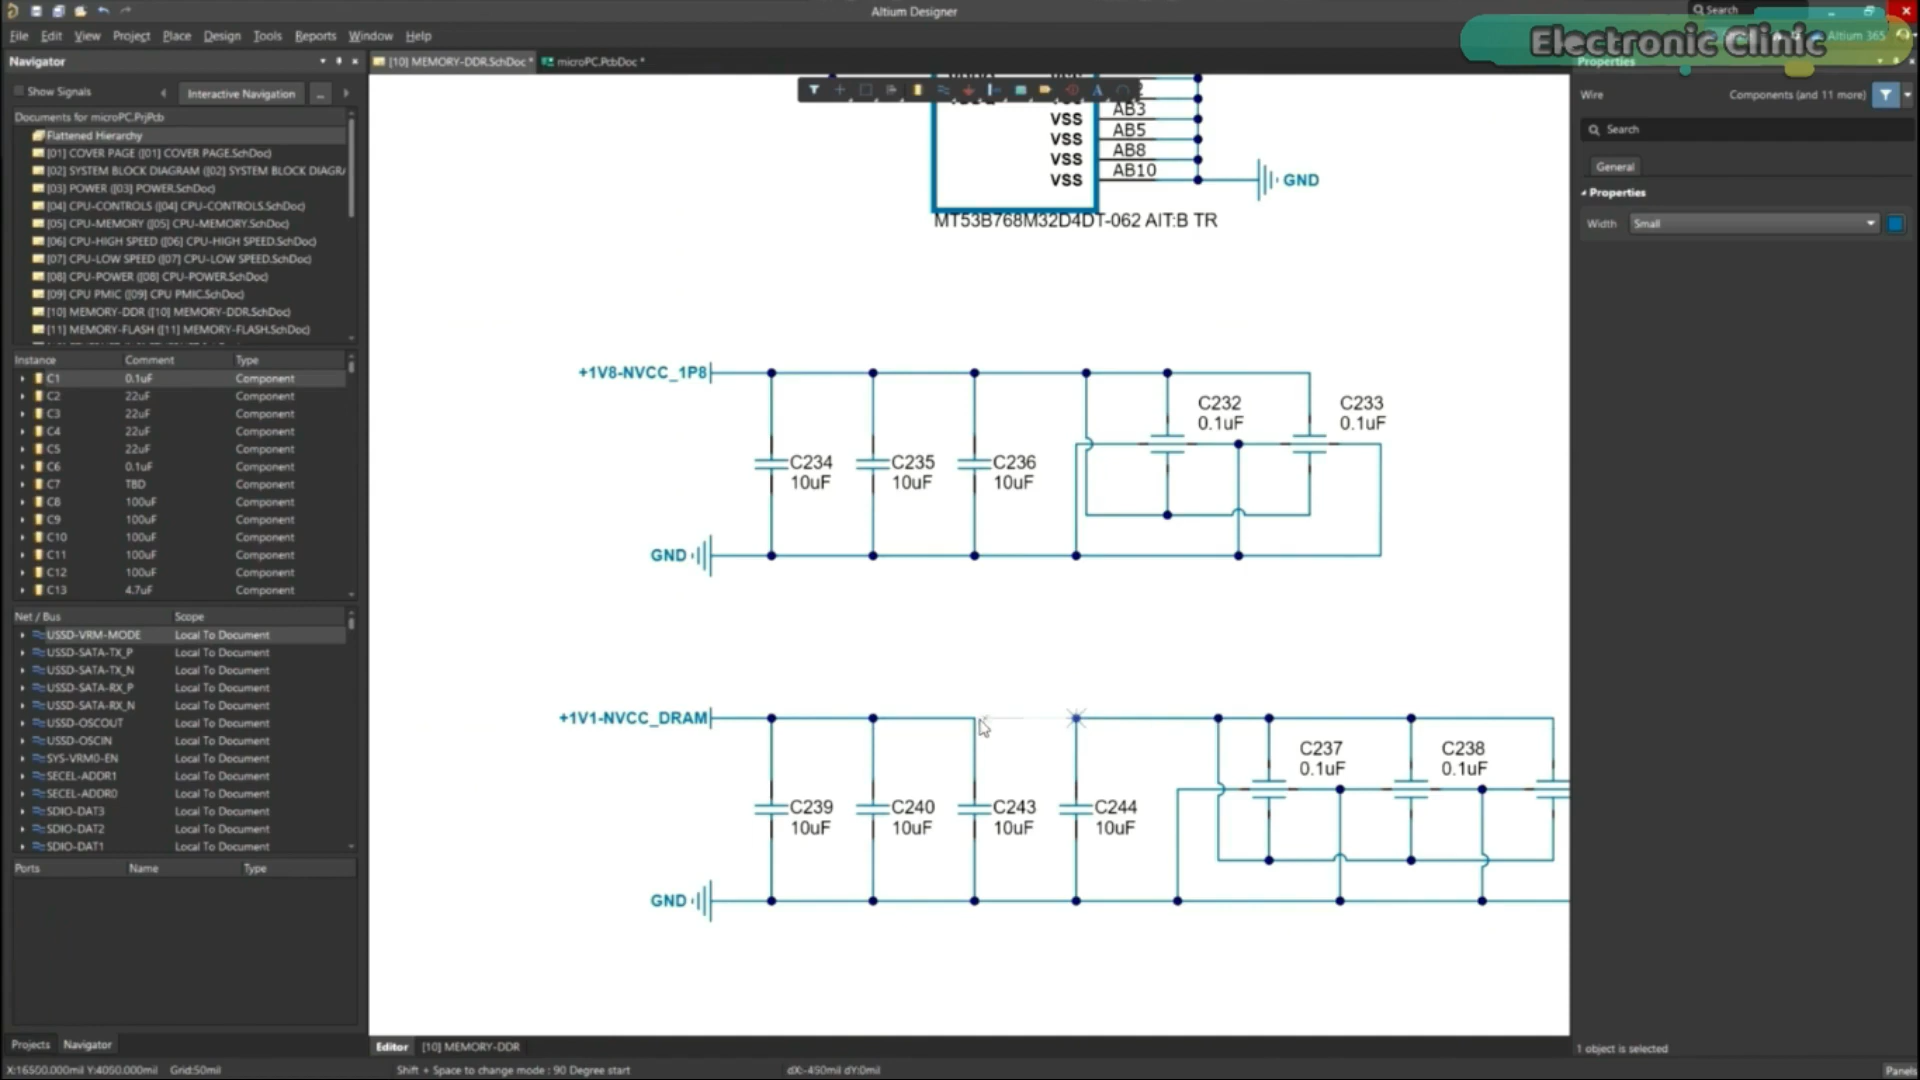 Altium Designer
Search
File Edit View Project Place Design Tools Reports Window Help
Altium 365
Electronic Clinic
Navigator
[10] MEMORY-DDR.SchDoc *
microPC.PcbDoc *
Properties
Show Signals
Interactive Navigation
...
Wire
Components (and 11 more)
Search
General
Properties
Width
Small
Documents for microPC.PrjPcb
Flattened Hierarchy
[01] COVER PAGE ([01] COVER PAGE.SchDoc)
[02] SYSTEM BLOCK DIAGRAM ([02] SYSTEM BLOCK DIAGRA
[03] POWER ([03] POWER.SchDoc)
[04] CPU-CONTROLS ([04] CPU-CONTROLS.SchDoc)
[05] CPU-MEMORY ([05] CPU-MEMORY.SchDoc)
[06] CPU-HIGH SPEED ([06] CPU-HIGH SPEED.SchDoc)
[07] CPU-LOW SPEED ([07] CPU-LOW SPEED.SchDoc)
[08] CPU-POWER ([08] CPU-POWER.SchDoc)
[09] CPU PMIC ([09] CPU PMIC.SchDoc)
[10] MEMORY-DDR ([10] MEMORY-DDR.SchDoc)
[11] MEMORY-FLASH ([11] MEMORY-FLASH.SchDoc)
Instance Comment Type
C1 0.1uF Component
C2 22uF Component
C3 22uF Component
C4 22uF Component
C5 22uF Component
C6 0.1uF Component
C7 TBD Component
C8 100uF Component
C9 100uF Component
C10 100uF Component
C11 100uF Component
C12 100uF Component
C13 4.7uF Component
Net / Bus Scope
USSD-VRM-MODE Local To Document
USSD-SATA-TX_P Local To Document
USSD-SATA-TX_N Local To Document
USSD-SATA-RX_P Local To Document
USSD-SATA-RX_N Local To Document
USSD-OSCOUT Local To Document
USSD-OSCIN Local To Document
SYS-VRM0-EN Local To Document
SECEL-ADDR1 Local To Document
SECEL-ADDR0 Local To Document
SDIO-DAT3 Local To Document
SDIO-DAT2 Local To Document
SDIO-DAT1 Local To Document
Ports Name Type
VSS AB3
VSS AB5
VSS AB8
VSS AB10
GND
MT53B768M32D4DT-062 AIT:B TR
+1V8-NVCC_1P8
C232
0.1uF
C233
0.1uF
C234
10uF
C235
10uF
C236
10uF
GND
+1V1-NVCC_DRAM
C237
0.1uF
C238
0.1uF
C239
10uF
C240
10uF
C243
10uF
C244
10uF
GND
Projects Navigator
Editor [10] MEMORY-DDR
1 object is selected
X:16500.000mil Y:4050.000mil Grid:50mil
Shift + Space to change mode : 90 Degree start
dX:-450mil dY:0mil
Panels